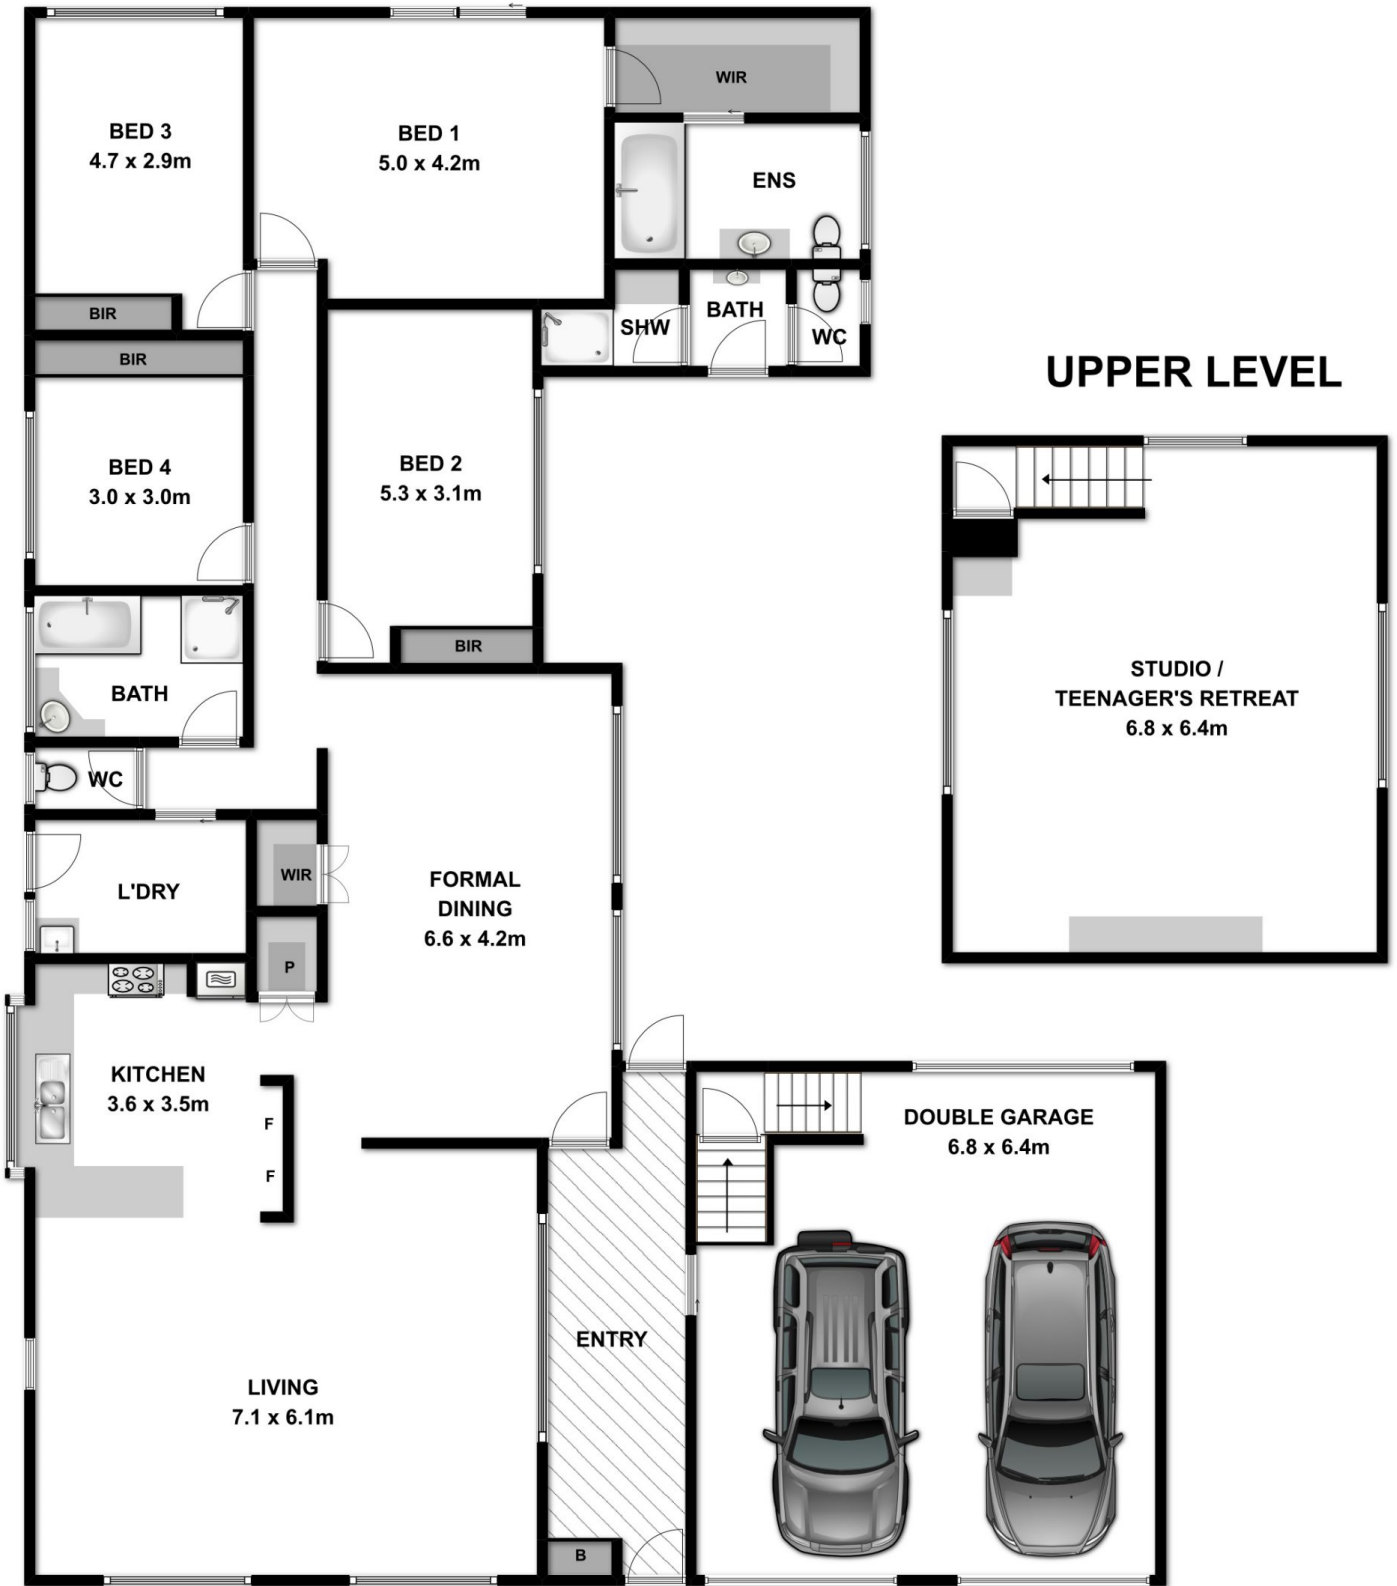 BED 3
4.7 x 2.9m
BED 1
5.0 x 4.2m
WIR
ENS
BIR
BIR
SHW
BATH
WC
BED 4
3.0 x 3.0m
BED 2
5.3 x 3.1m
BIR
BATH
WC
L'DRY
WIR
P
FORMAL
DINING
6.6 x 4.2m
KITCHEN
3.6 x 3.5m
F
F
LIVING
7.1 x 6.1m
ENTRY
B
DOUBLE GARAGE
6.8 x 6.4m
UPPER LEVEL
STUDIO /
TEENAGER'S RETREAT
6.8 x 6.4m